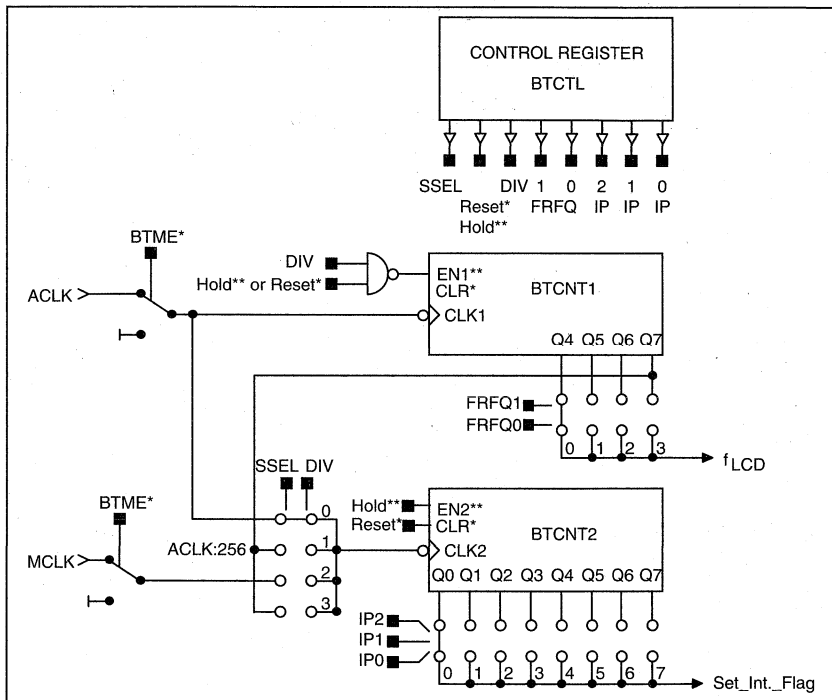 CONTROL REGISTER
BTCTL
SSEL DIV 1 0 2 1 0
Reset* FRFQ IP IP IP
Hold**
BTME*
ACLK
DIV
Hold** or Reset*
EN1**
CLR*
CLK1
BTCNT1
Q4 Q5 Q6 Q7
FRFQ1
FRFQ0
0 1 2 3
fLCD
SSEL DIV
BTME*
MCLK
ACLK:256
0
1
2
3
Hold**
Reset*
EN2**
CLR*
CLK2
BTCNT2
Q0 Q1 Q2 Q3 Q4 Q5 Q6 Q7
IP2
IP1
IP0
0 1 2 3 4 5 6 7
Set_Int._Flag